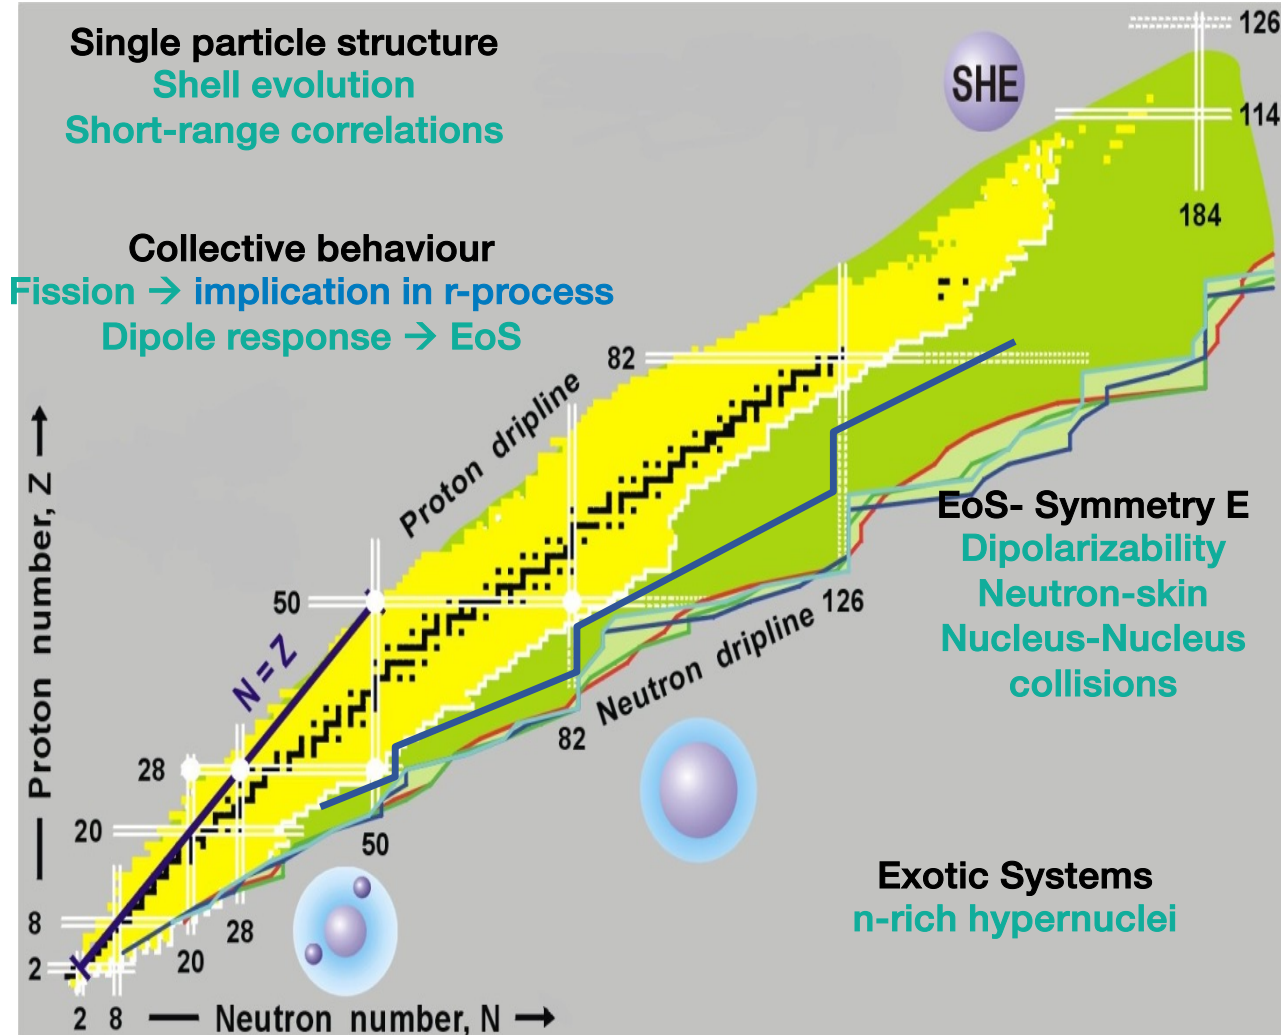 Single particle structure
Shell evolution
Short-range correlations
SHE
126
114
184
Collective behaviour
Fission → implication in r-process
Dipole response → EoS
82
Proton dripline
Proton number, Z
50
N = Z
126
EoS- Symmetry E
Dipolarizability
Neutron-skin
Nucleus-Nucleus
collisions
Neutron dripline
82
28
20
50
Exotic Systems
n-rich hypernuclei
8
28
20
2
2 8
Neutron number, N